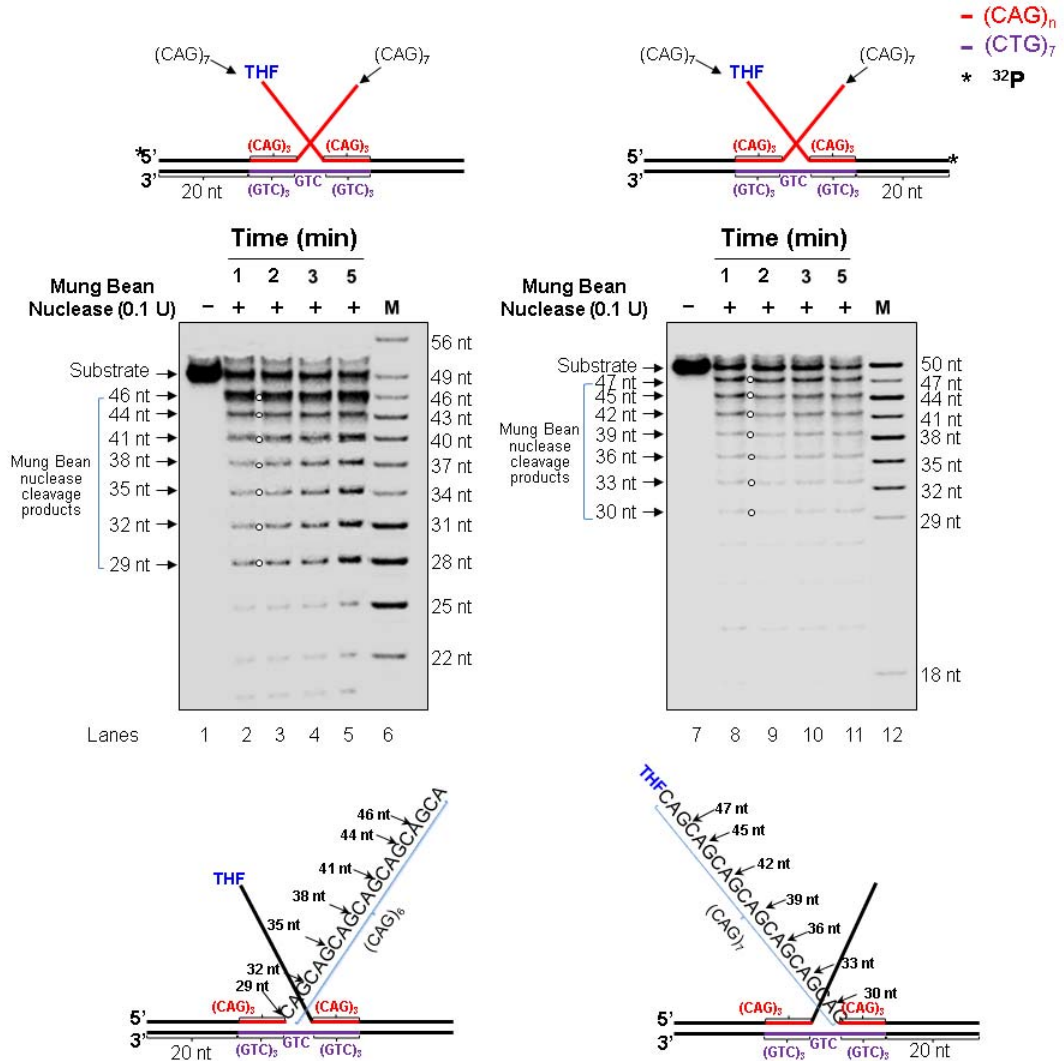 (CAG)7
THF
(CAG)7
*5’
(CAG)3
(CAG)3
3’
20 nt
(GTC)3
GTC
(GTC)3
(CAG)7
THF
(CAG)7
5’
(CAG)3
(CAG)3
*
3’
(GTC)3
GTC
(GTC)3
20 nt
– (CAG)n
– (CTG)7
* 32P
Time (min)
1 2 3 5
Mung Bean
Nuclease (0.1 U) – + + + + M
Substrate
46 nt
44 nt
41 nt
38 nt
35 nt
32 nt
29 nt
Mung Bean
nuclease
cleavage
products
56 nt
49 nt
46 nt
43 nt
40 nt
37 nt
34 nt
31 nt
28 nt
25 nt
22 nt
Lanes 1 2 3 4 5 6
Time (min)
1 2 3 5
Mung Bean
Nuclease (0.1 U) – + + + + M
Substrate
47 nt
45 nt
42 nt
39 nt
36 nt
33 nt
30 nt
Mung Bean
nuclease
cleavage
products
50 nt
47 nt
44 nt
41 nt
38 nt
35 nt
32 nt
29 nt
18 nt
7 8 9 10 11 12
THF
CAGCAGCAGCAGCAGCAGCA
46 nt
44 nt
41 nt
38 nt
35 nt
32 nt
29 nt
(CAG)6
5’
(CAG)3
(CAG)3
3’
20 nt
(GTC)3
GTC
(GTC)3
THFCAGCAGCAGCAGCAGCAGCAG
47 nt
45 nt
42 nt
39 nt
36 nt
33 nt
30 nt
(CAG)7
5’
(CAG)3
(CAG)3
3’
(GTC)3
GTC
(GTC)3
20 nt